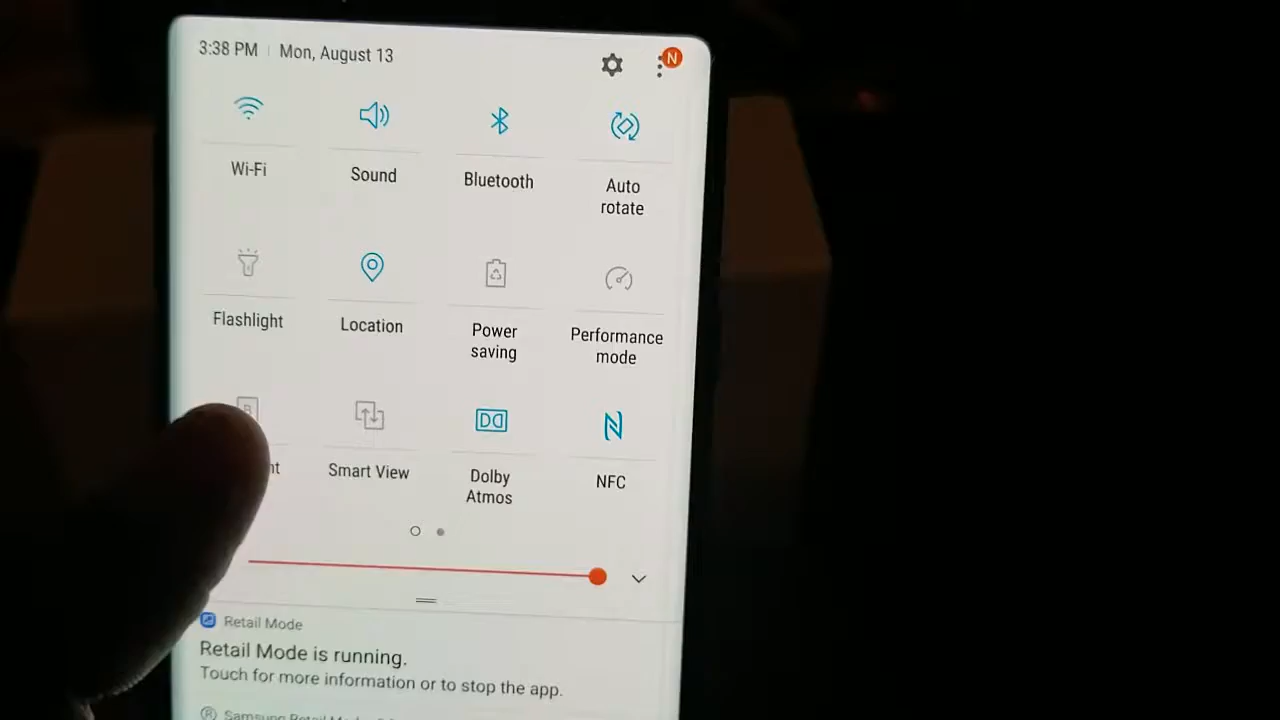 3:38 PM | Mon, August 13
N
Wi-Fi
Sound
Bluetooth
Auto
rotate
Flashlight
Location
Power
saving
Performance
mode
Smart View
Dolby
Atmos
NFC
Retail Mode
Retail Mode is running.
Touch for more information or to stop the app.
Samsung Retail